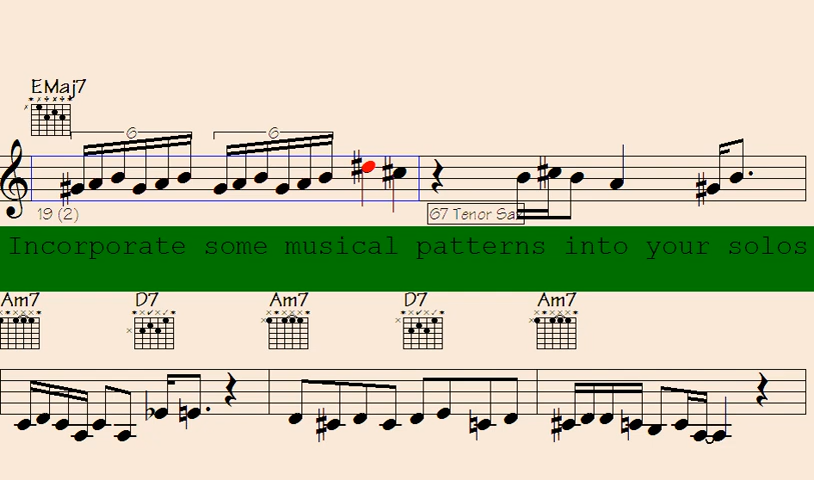 EMaj7
6 6
19 (2) 67 Tenor Sax
Incorporate some musical patterns into your solos
Am7 D7 Am7 D7 Am7